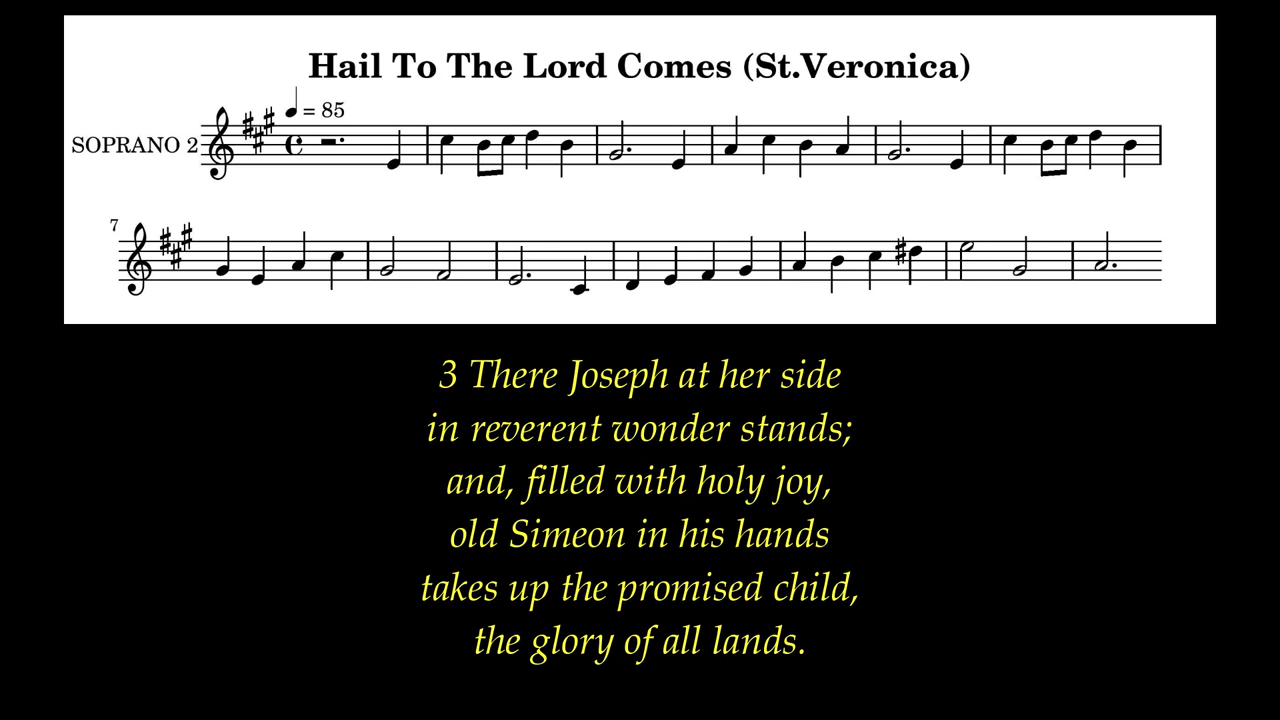 Hail To The Lord Comes (St.Veronica)
= 85
SOPRANO 2
7
3 There Joseph at her side
in reverent wonder stands;
and, filled with holy joy,
old Simeon in his hands
takes up the promised child,
the glory of all lands.